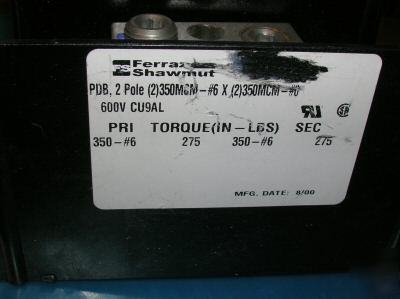 Ferraz
Shawmut
PDB, 2 Pole (2)350MCM-#6 X (2)350MCM-#6
600V CU9AL
PRI TORQUE(IN-LBS) SEC
350-#6 275 350-#6 275
MFG. DATE: 8/00